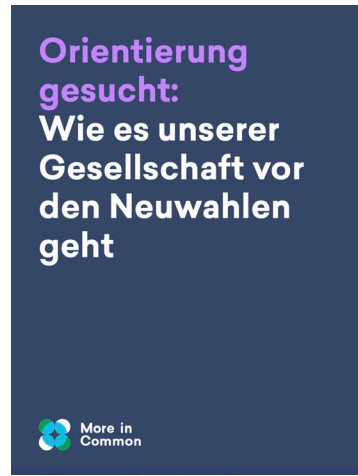 Orientierung
gesucht:
Wie es unserer
Gesellschaft vor
den Neuwahlen
geht
More in
Common